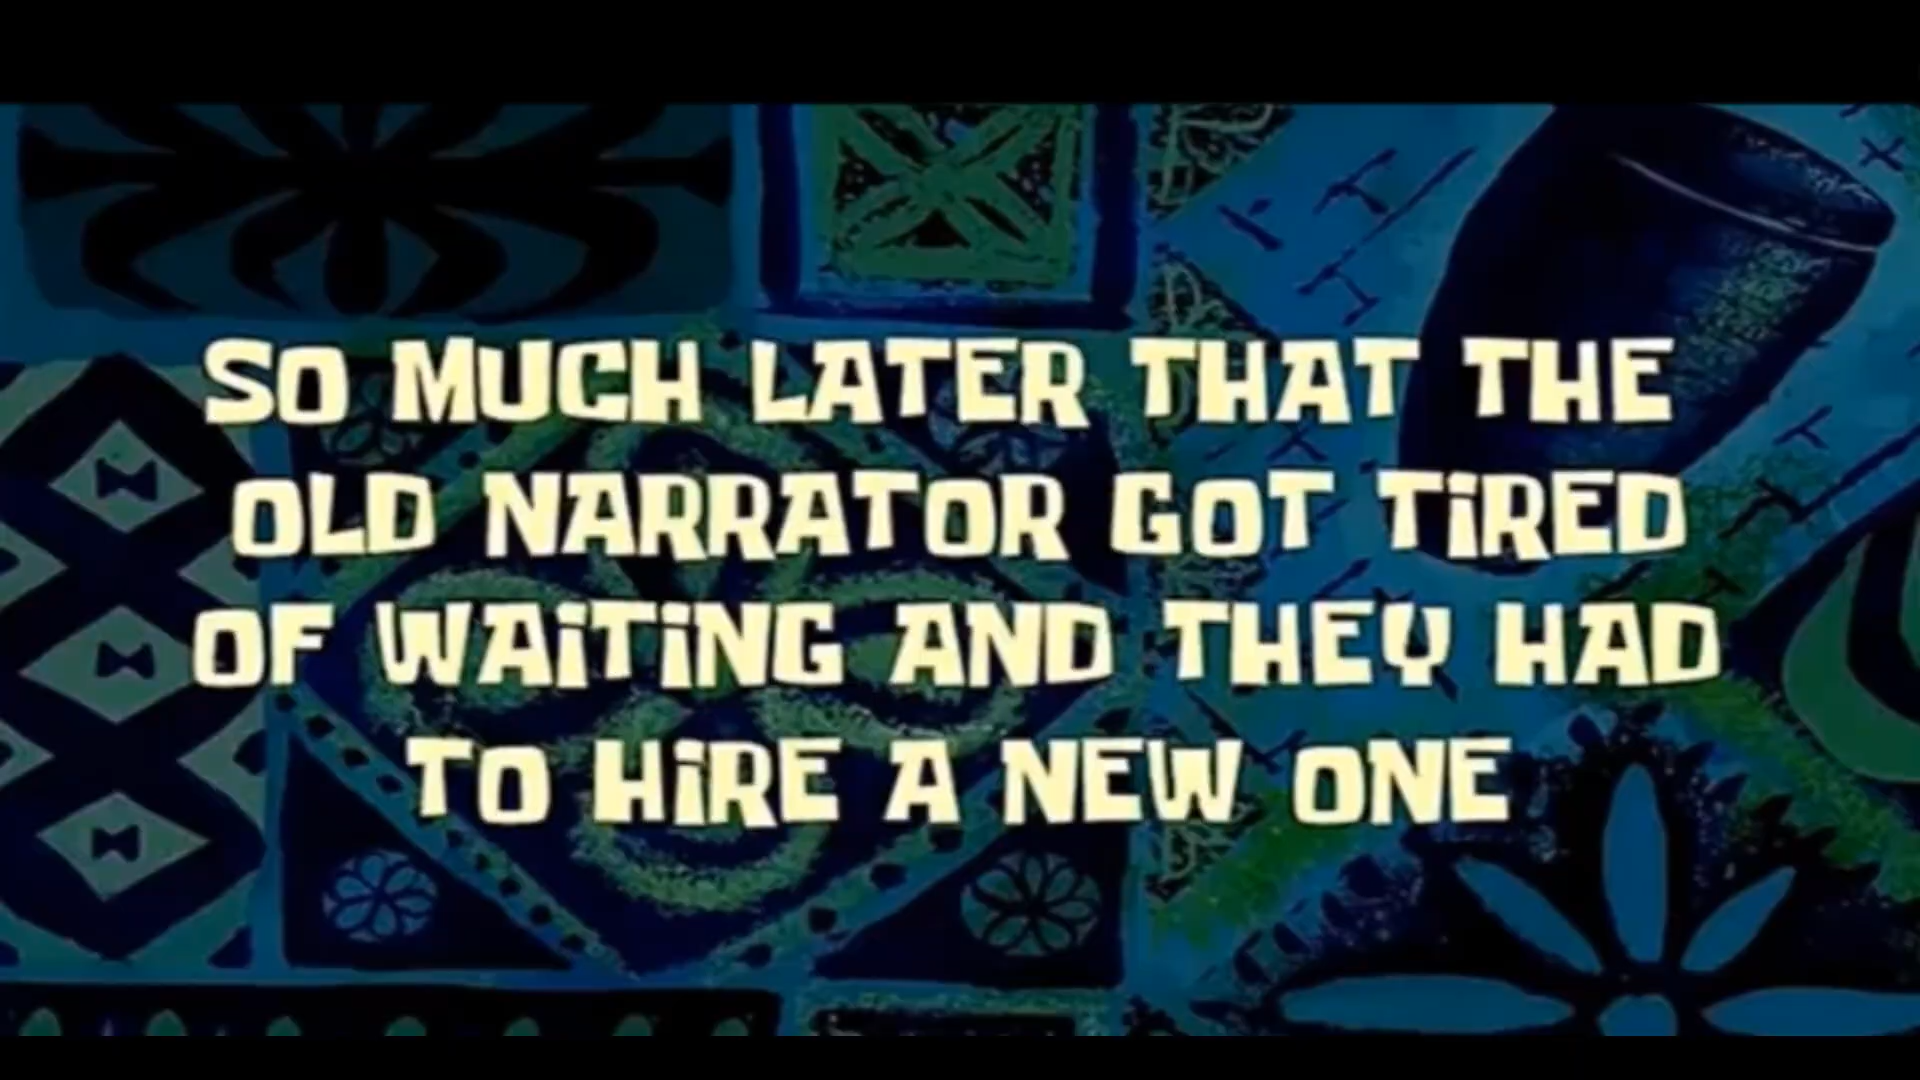 SO MUCH LATER THAT THE
OLD NARRATOR GOT TiRED
OF WAiTiNG AND THEY HAD
TO HiRE A NEW ONE